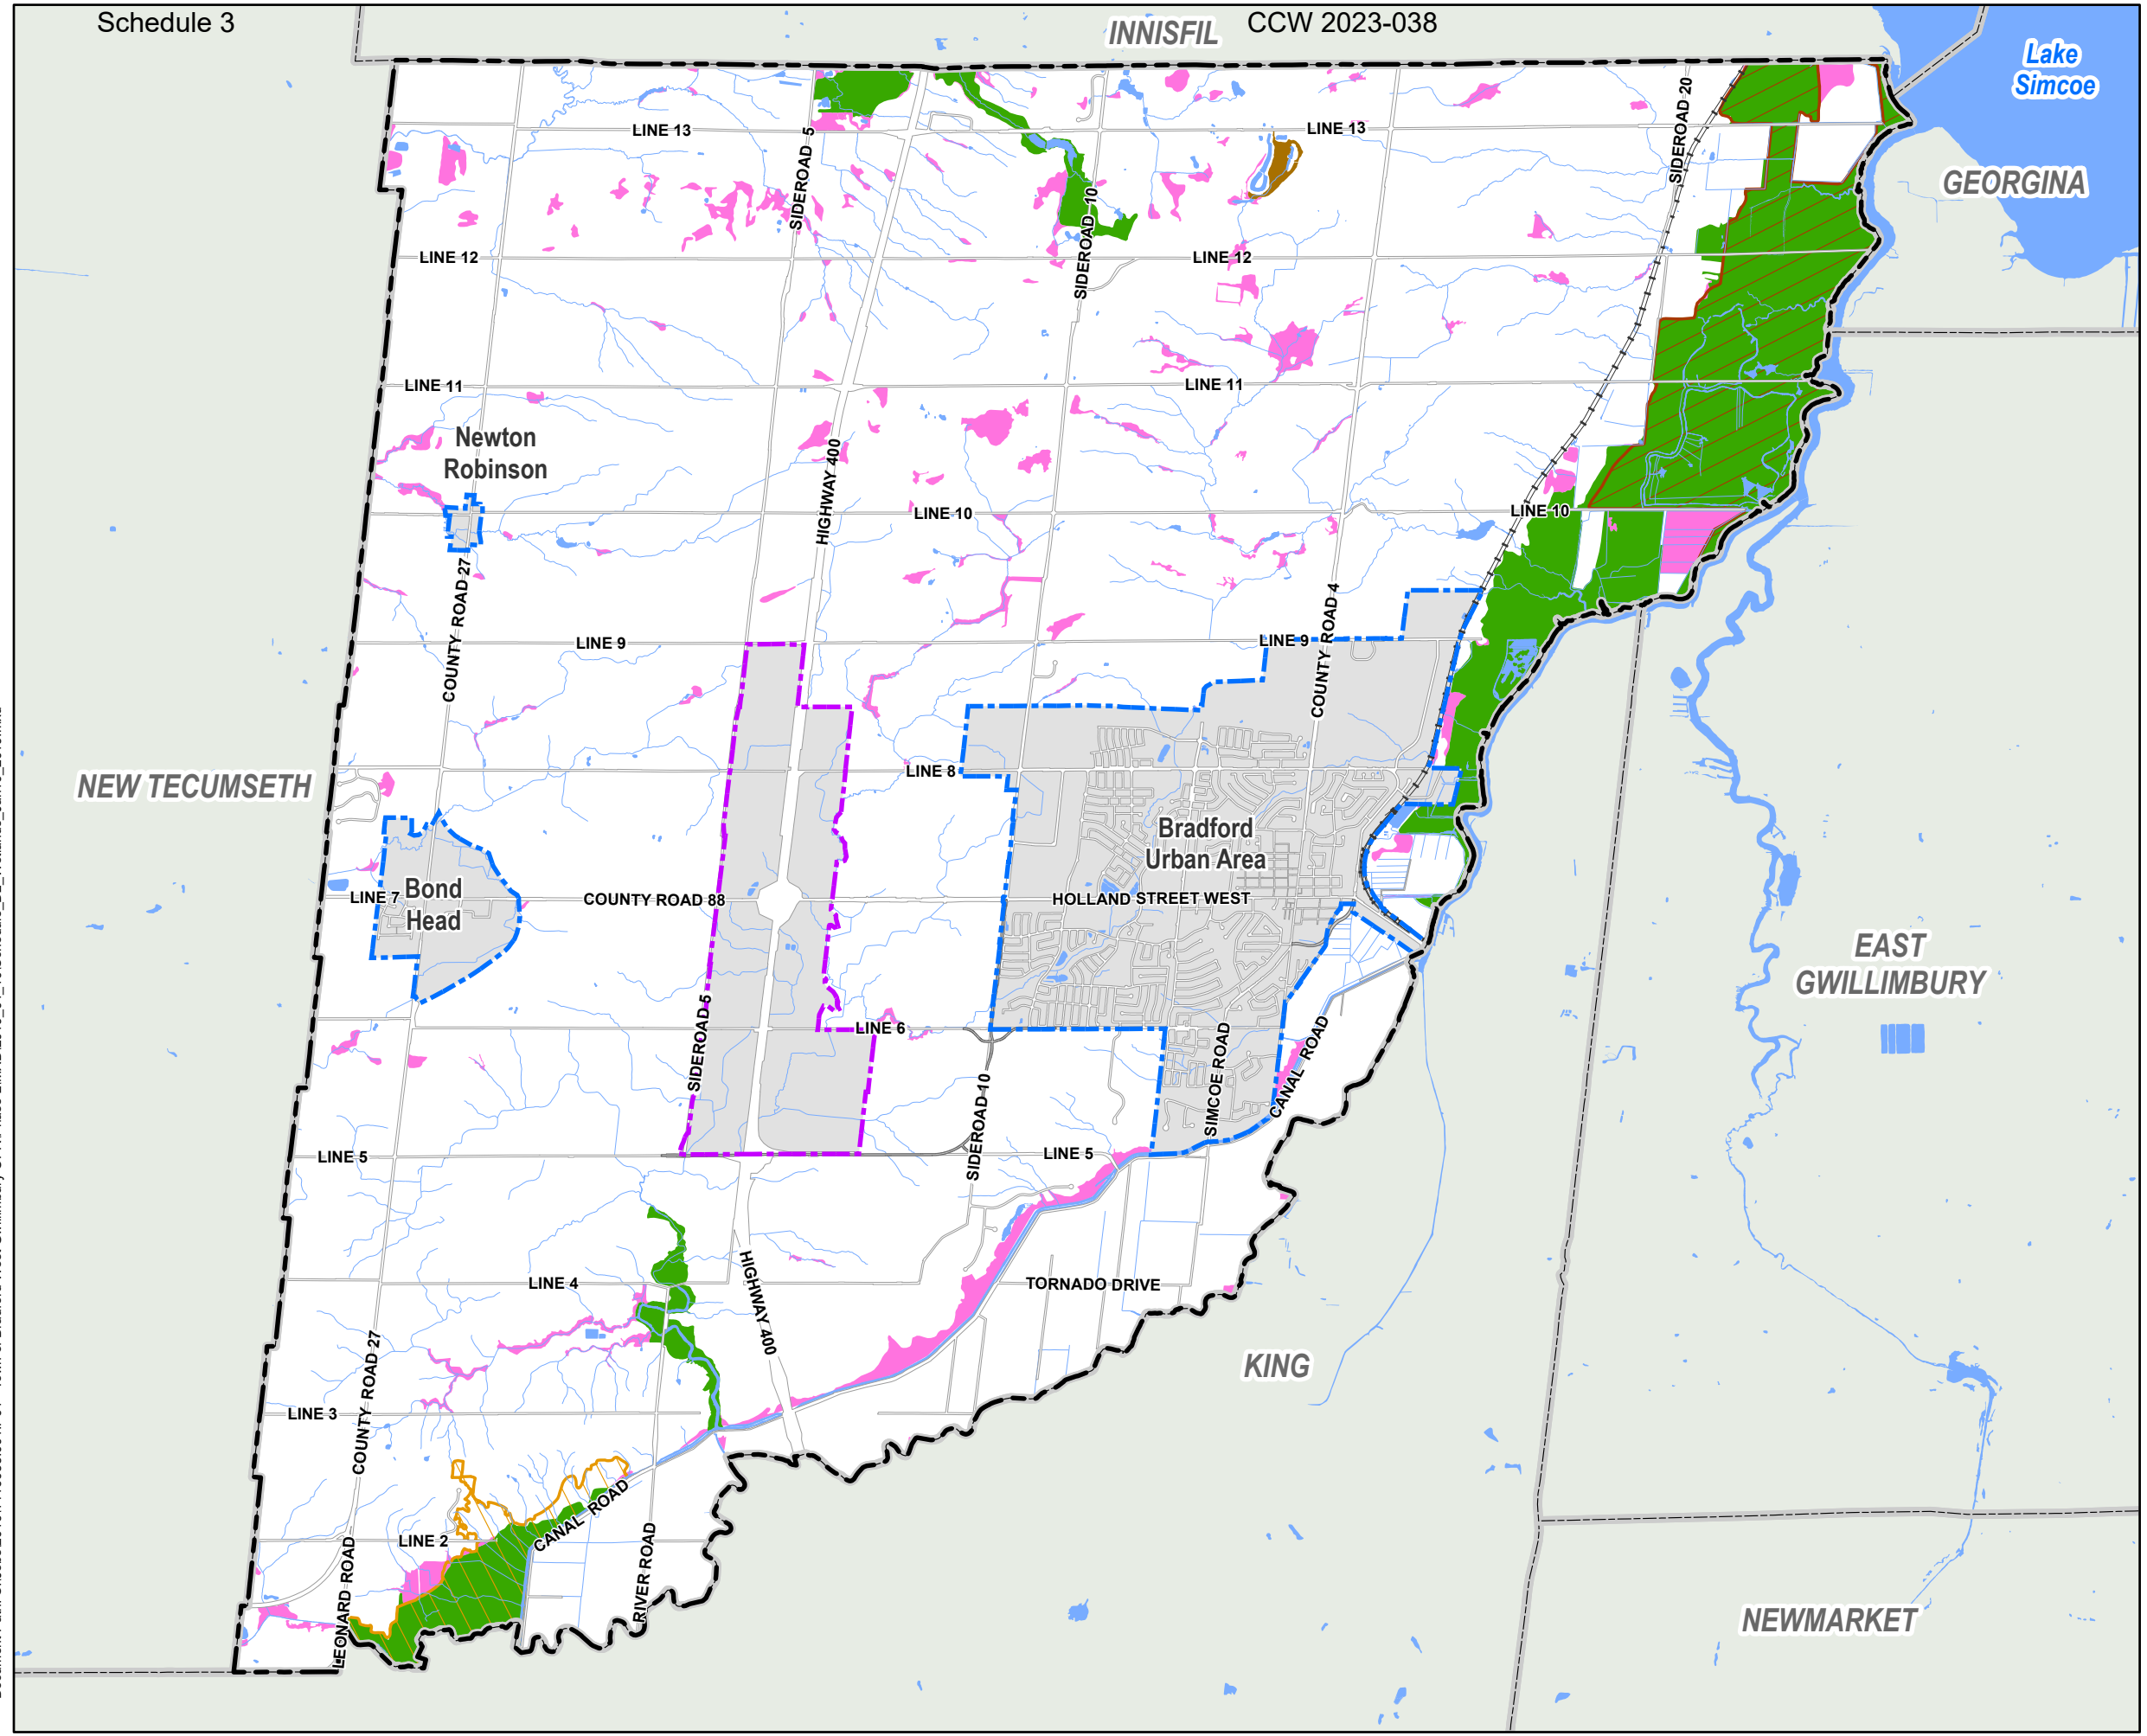 Schedule 3
CCW 2023-038
INNISFIL
Lake
Simcoe
SIDEROAD 20
LINE 13
LINE 13
SIDEROAD 5
SIDEROAD 10
GEORGINA
LINE 12
LINE 12
LINE 11
LINE 11
Newton
Robinson
HIGHWAY 400
LINE 10
LINE 10
COUNTY ROAD 27
COUNTY ROAD 4
LINE 9
LINE 9
NEW TECUMSETH
LINE 8
Bradford
Urban Area
LINE 7
Bond
Head
COUNTY ROAD 88
HOLLAND STREET WEST
EAST
GWILLIMBURY
SIDEROAD 5
LINE 6
SIMCOE ROAD
CANAL ROAD
SIDEROAD 10
LINE 5
LINE 5
LINE 4
HIGHWAY 400
TORNADO DRIVE
KING
COUNTY ROAD 27
LINE 3
CANAL ROAD
LINE 2
LEONARD ROAD
RIVER ROAD
NEWMARKET